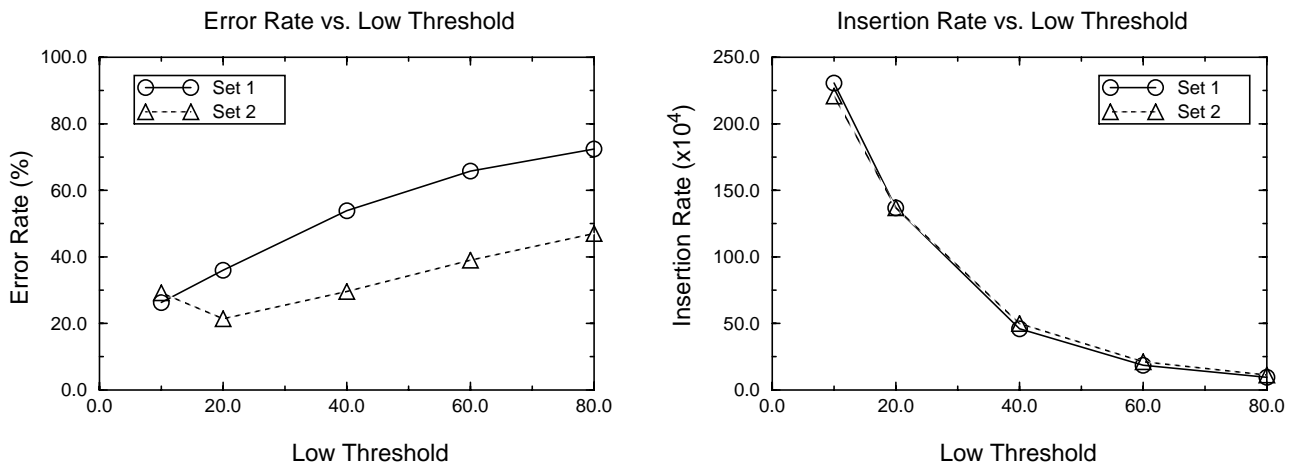 Error Rate vs. Low Threshold
100.0
80.0
60.0
40.0
20.0
0.0
Error Rate (%)
Set 1
Set 2
0.0 20.0 40.0 60.0 80.0
Low Threshold
Insertion Rate vs. Low Threshold
250.0
200.0
150.0
100.0
50.0
0.0
Insertion Rate (x10^4)
Set 1
Set 2
0.0 20.0 40.0 60.0 80.0
Low Threshold